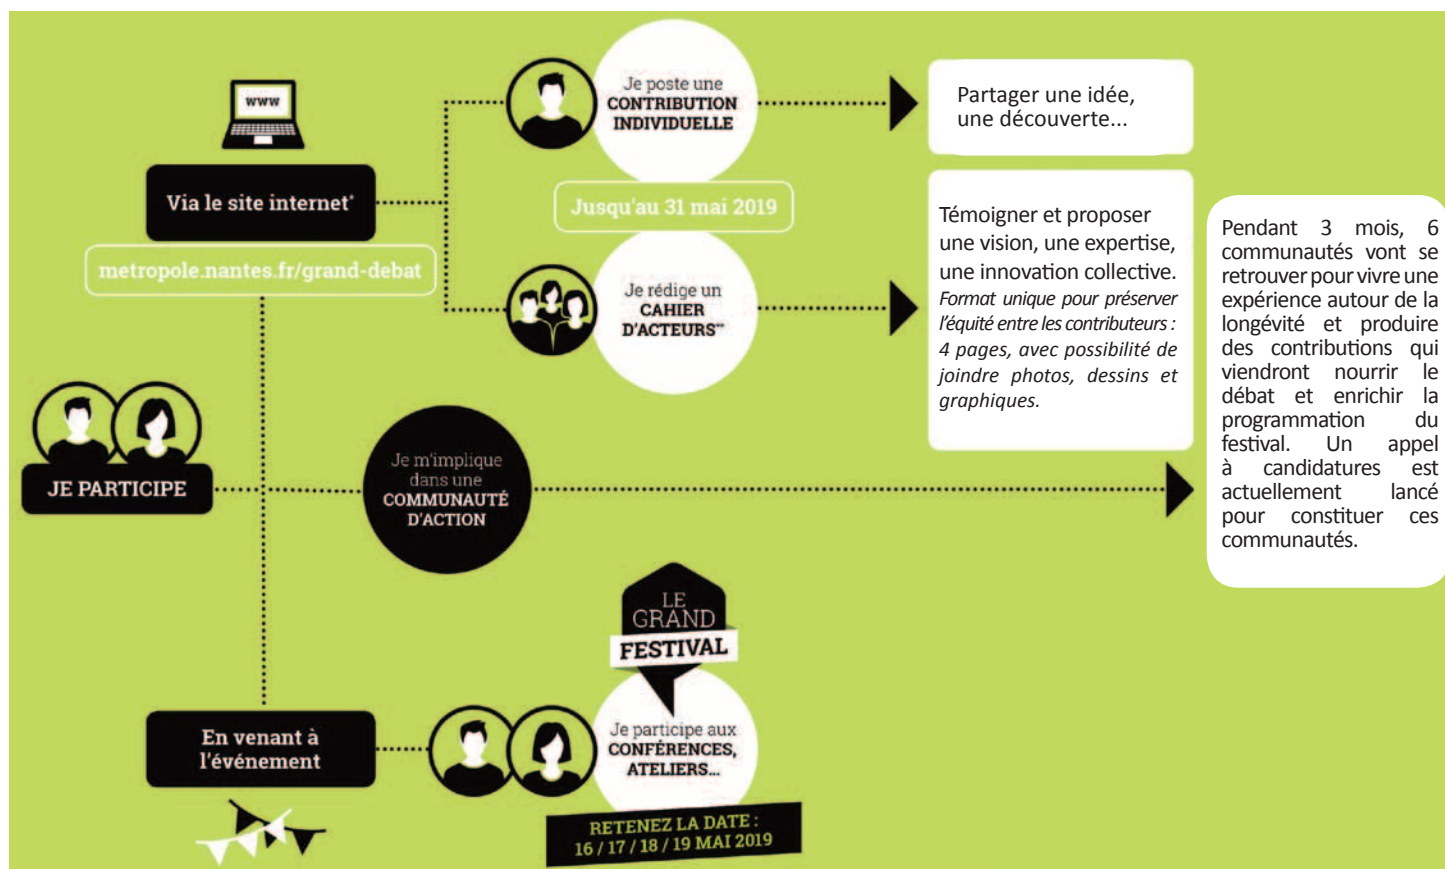 www
Via le site internet*
metropole.nantes.fr/grand-debat
Je poste une
CONTRIBUTION
INDIVIDUELLE
Jusqu'au 31 mai 2019
Je rédige un
CAHIER
D'ACTEURS**
Partager une idée,
une découverte...
Témoigner et proposer
une vision, une expertise,
une innovation collective.
Format unique pour préserver
l'équité entre les contributeurs :
4 pages, avec possibilité de
joindre photos, dessins et
graphiques.
JE PARTICIPE
Je m'implique
dans une
COMMUNAUTÉ
D'ACTION
Pendant 3 mois, 6
communautés vont se
retrouver pour vivre une
expérience autour de la
longévité et produire
des contributions qui
viendront nourrir le
débat et enrichir la
programmation du
festival. Un appel
à candidatures est
actuellement lancé
pour constituer ces
communautés.
En venant à
l'événement
LE
GRAND
FESTIVAL
Je participe aux
CONFÉRENCES,
ATELIERS...
RETENEZ LA DATE :
16 / 17 / 18 / 19 MAI 2019